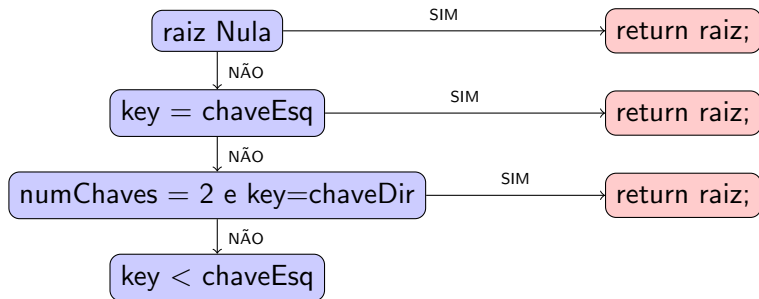 raiz Nula
SIM
return raiz;
NÃO
key = chaveEsq
SIM
return raiz;
NÃO
numChaves = 2 e key=chaveDir
SIM
return raiz;
NÃO
key < chaveEsq